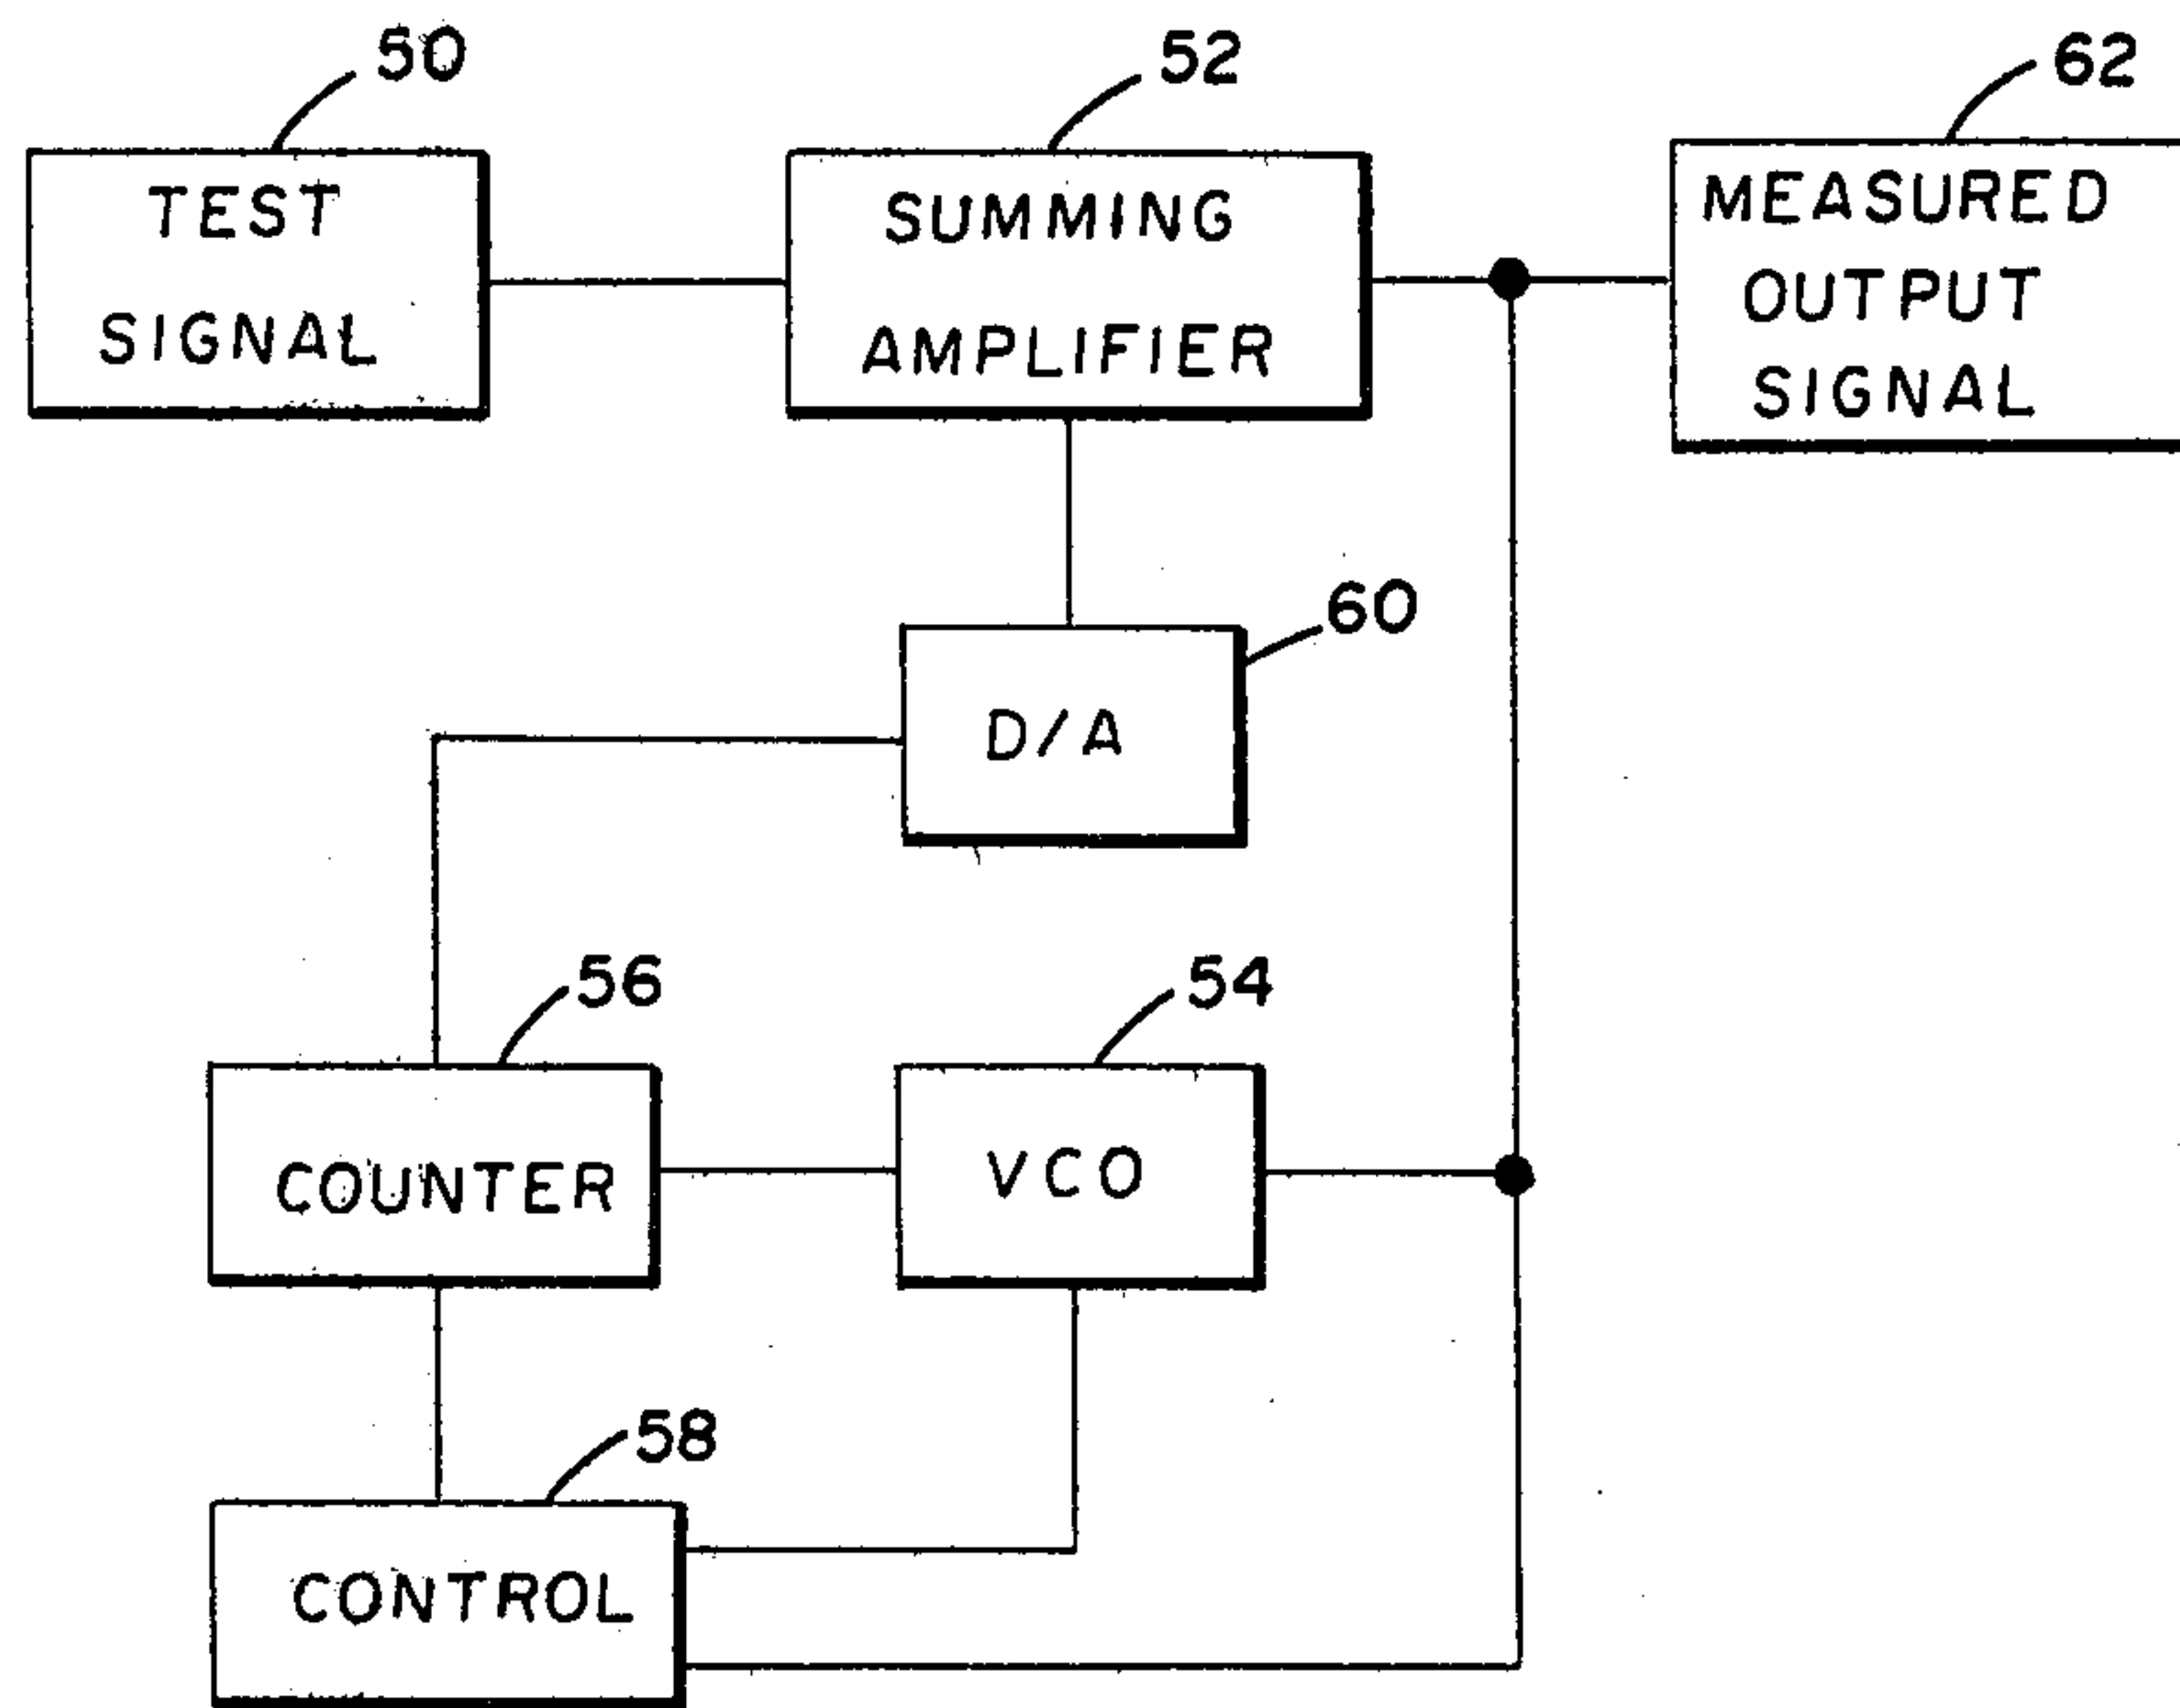 50
52
62
TEST
SIGNAL
SUMMING
AMPLIFIER
MEASURED
OUTPUT
SIGNAL
60
D/A
56
54
COUNTER
VCO
58
CONTROL